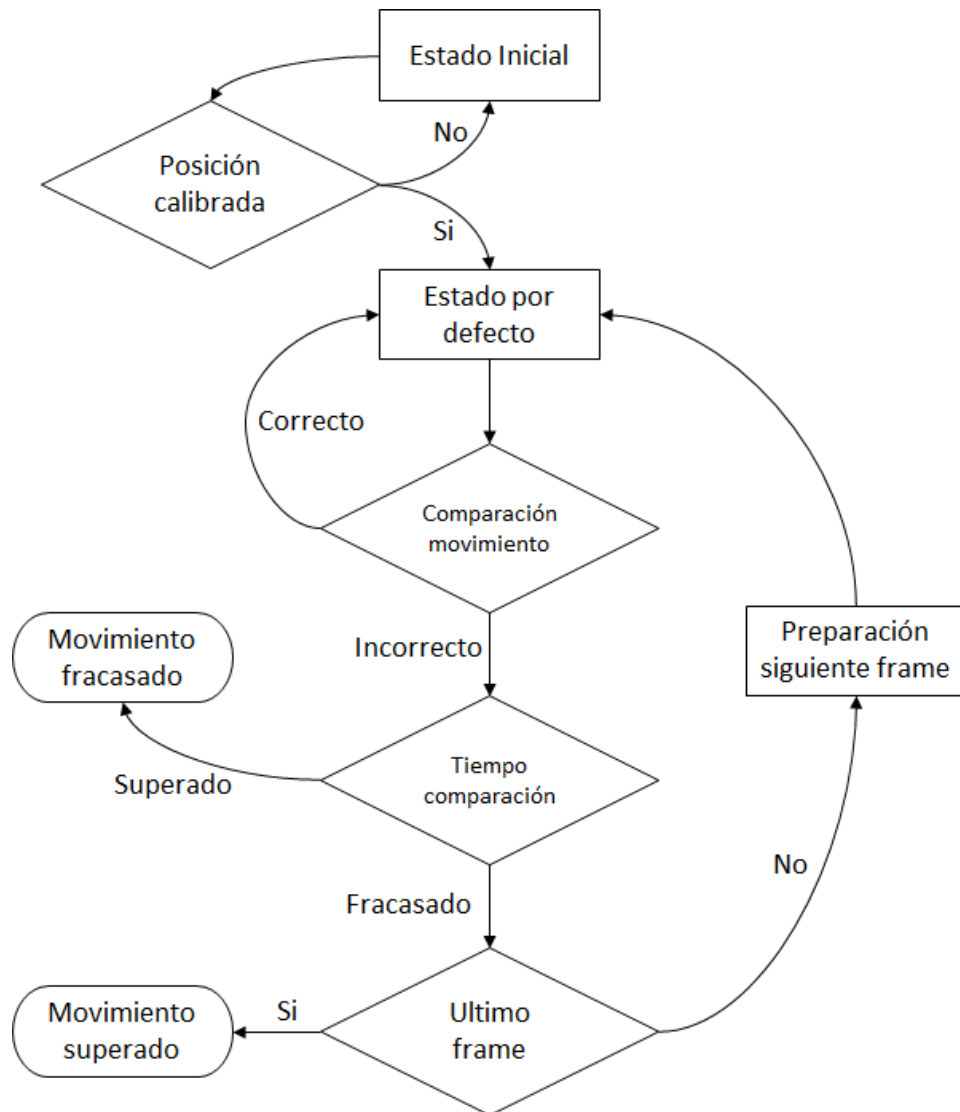 Estado Inicial
No
Posición
calibrada
Si
Estado por
defecto
Correcto
Comparación
movimiento
Incorrecto
Movimiento
fracasado
Preparación
siguiente frame
Superado
Tiempo
comparación
No
Fracasado
Si
Movimiento
superado
Ultimo
frame